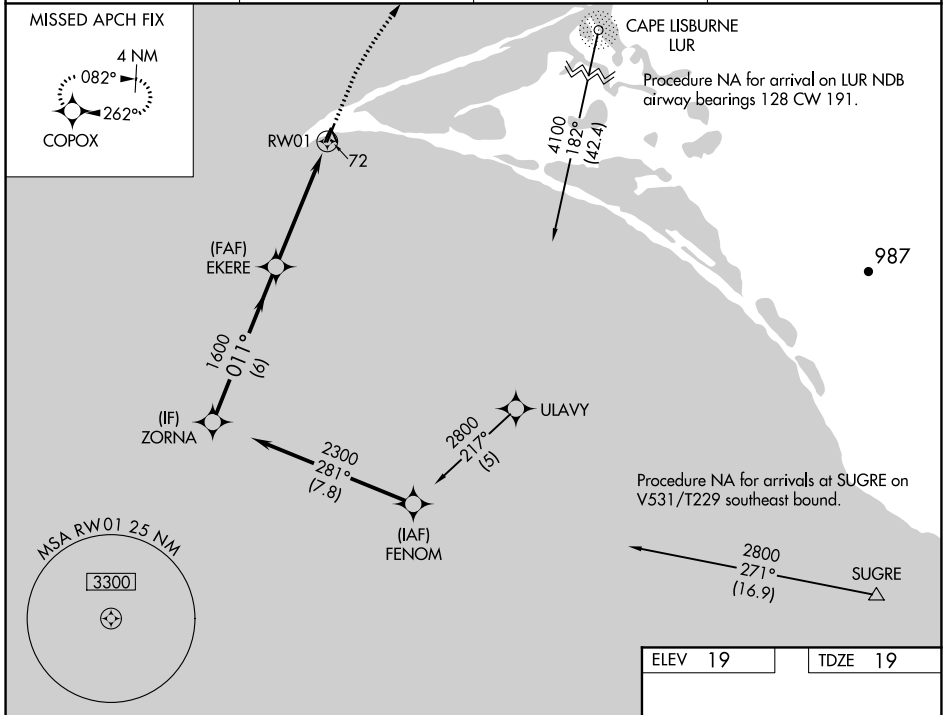 MISSED APCH FIX
4 NM
082°
262°
COPOX
CAPE LISBURNE
LUR
Procedure NA for arrival on LUR NDB
airway bearings 128 CW 191.
4100
182°
(42.4)
RW01
72
(FAF)
EKERE
987
1600
011°
(6)
(IF)
ZORNA
ULAVY
2800
217°
(5)
2300
281°
(7.8)
(IAF)
FENOM
Procedure NA for arrivals at SUGRE on
V531/T229 southeast bound.
2800
271°
(16.9)
SUGRE
MSA RW01 25 NM
3300
ELEV 19
TDZE 19